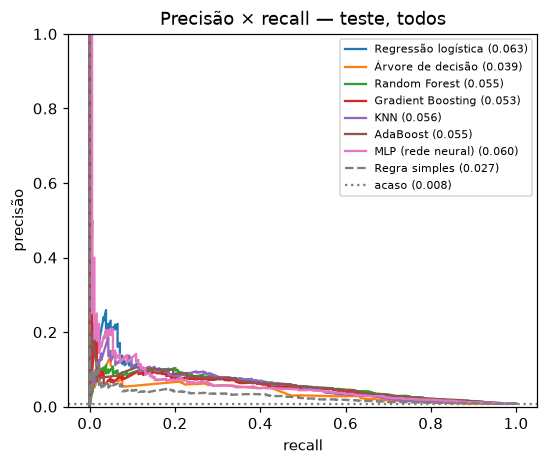 Precisão × recall — teste, todos
precisão
1.0
0.8
0.6
0.4
0.2
0.0
Regressão logística (0.063)
Árvore de decisão (0.039)
Random Forest (0.055)
Gradient Boosting (0.053)
KNN (0.056)
AdaBoost (0.055)
MLP (rede neural) (0.060)
Regra simples (0.027)
acaso (0.008)
0.0 0.2 0.4 0.6 0.8 1.0
recall